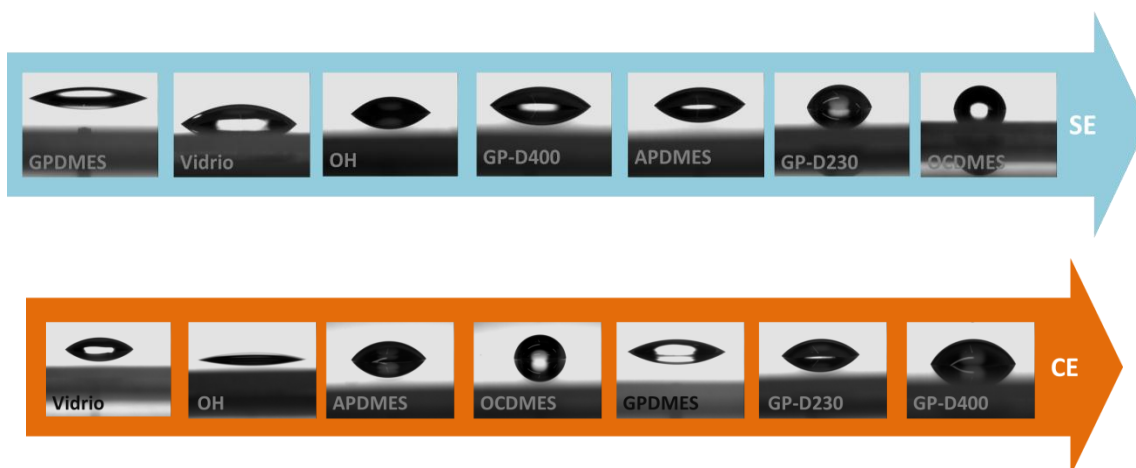 GPDMES
Vidrio
OH
GP-D400
APDMES
GP-D230
OCDMES
SE
Vidrio
OH
APDMES
OCDMES
GPDMES
GP-D230
GP-D400
CE